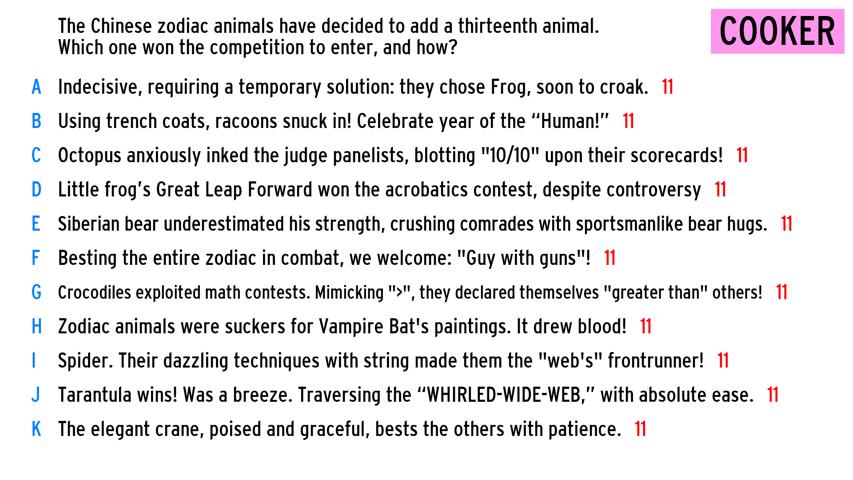 The Chinese zodiac animals have decided to add a thirteenth animal.
Which one won the competition to enter, and how?
COOKER
A Indecisive, requiring a temporary solution: they chose Frog, soon to croak. 11
B Using trench coats, racoons snuck in! Celebrate year of the “Human!” 11
C Octopus anxiously inked the judge panelists, blotting "10/10" upon their scorecards! 11
D Little frog’s Great Leap Forward won the acrobatics contest, despite controversy 11
E Siberian bear underestimated his strength, crushing comrades with sportsmanlike bear hugs. 11
F Besting the entire zodiac in combat, we welcome: "Guy with guns"! 11
G Crocodiles exploited math contests. Mimicking ">", they declared themselves "greater than" others! 11
H Zodiac animals were suckers for Vampire Bat's paintings. It drew blood! 11
I Spider. Their dazzling techniques with string made them the "web's" frontrunner! 11
J Tarantula wins! Was a breeze. Traversing the “WHIRLED-WIDE-WEB,” with absolute ease. 11
K The elegant crane, poised and graceful, bests the others with patience. 11